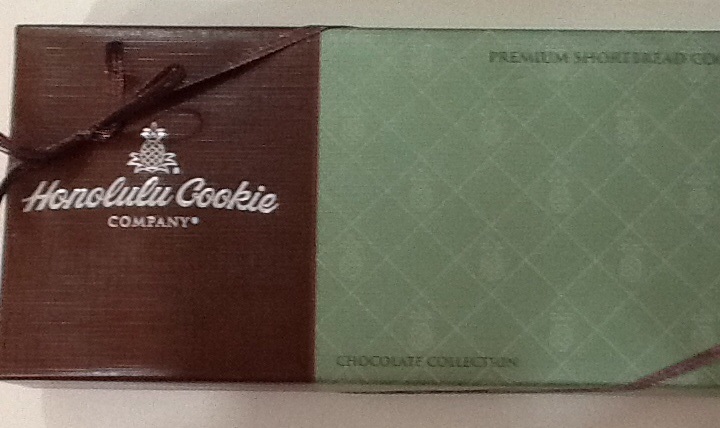 Honolulu Cookie
COMPANY®
PREMIUM SHORTBREAD
CHOCOLATE COLLECTION